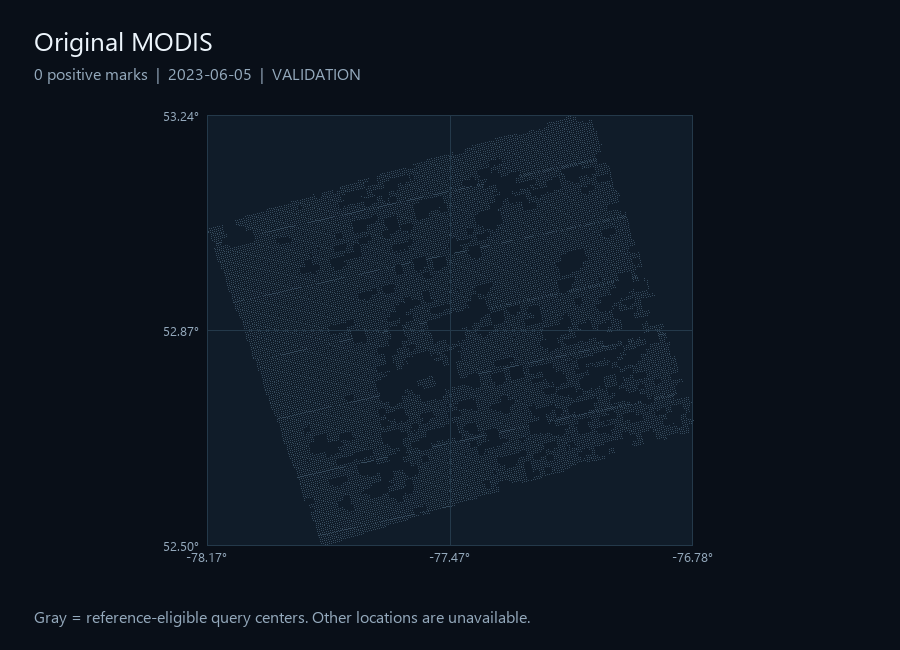 Original MODIS
0 positive marks | 2023-06-05 | VALIDATION
53.24°
52.87°
52.50°
-78.17°
-77.47°
-76.78°
Gray = reference-eligible query centers. Other locations are unavailable.